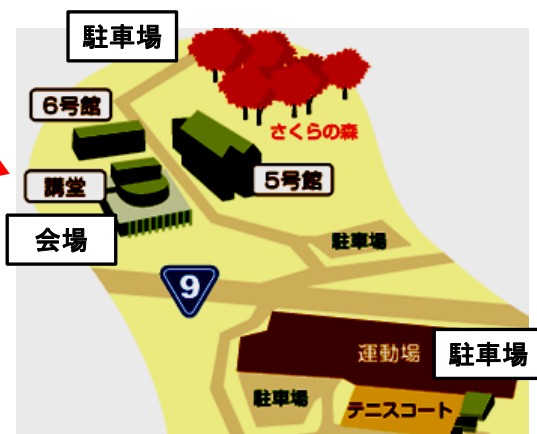 駐車場
6号館
さくらの森
講堂
5号館
会場
駐車場
9
運動場
駐車場
駐車場
テニスコート